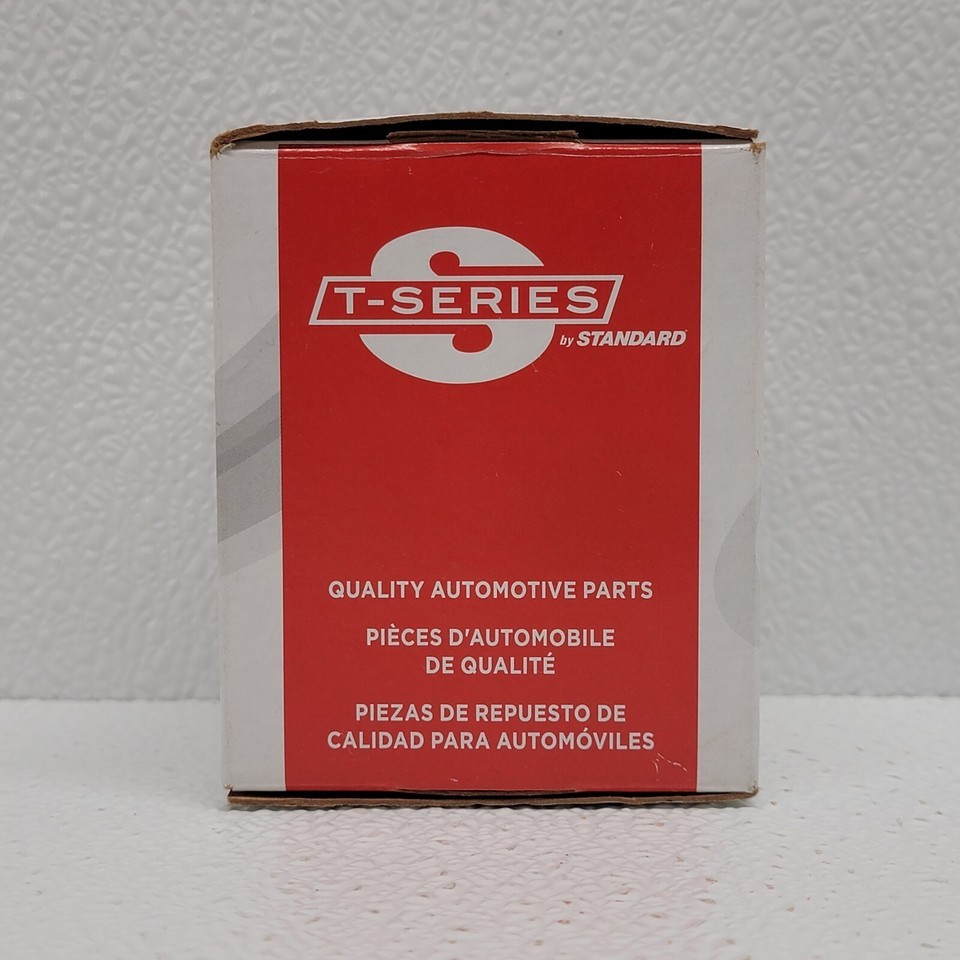 S
T-SERIES
by STANDARD
QUALITY AUTOMOTIVE PARTS
PIÈCES D'AUTOMOBILE
DE QUALITÉ
PIEZAS DE REPUESTO DE
CALIDAD PARA AUTOMÓVILES